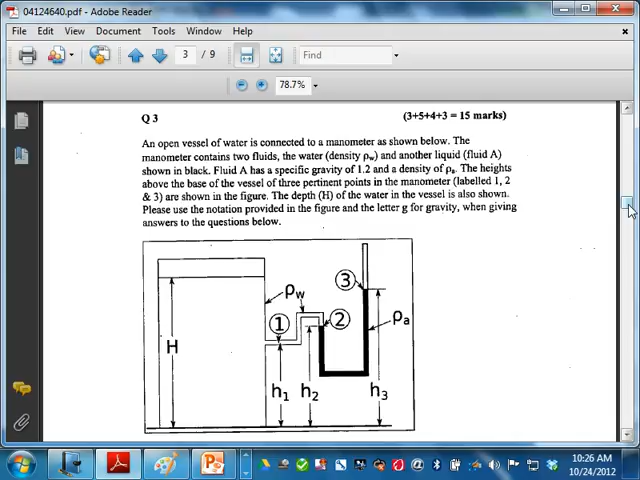 04124640.pdf - Adobe Reader
File Edit View Document Tools Window Help
3 / 9 Find
78.7%
Q 3 (3+5+4+3 = 15 marks)
An open vessel of water is connected to a manometer as shown below. The
manometer contains two fluids, the water (density ρw) and another liquid (fluid A)
shown in black. Fluid A has a specific gravity of 1.2 and a density of ρa. The heights
above the base of the vessel of three pertinent points in the manometer (labelled 1, 2
& 3) are shown in the figure. The depth (H) of the water in the vessel is also shown.
Please use the notation provided in the figure and the letter g for gravity, when giving
answers to the questions below.
3
ρw
1 2 ρa
H
h1 h2 h3
10:26 AM
10/24/2012